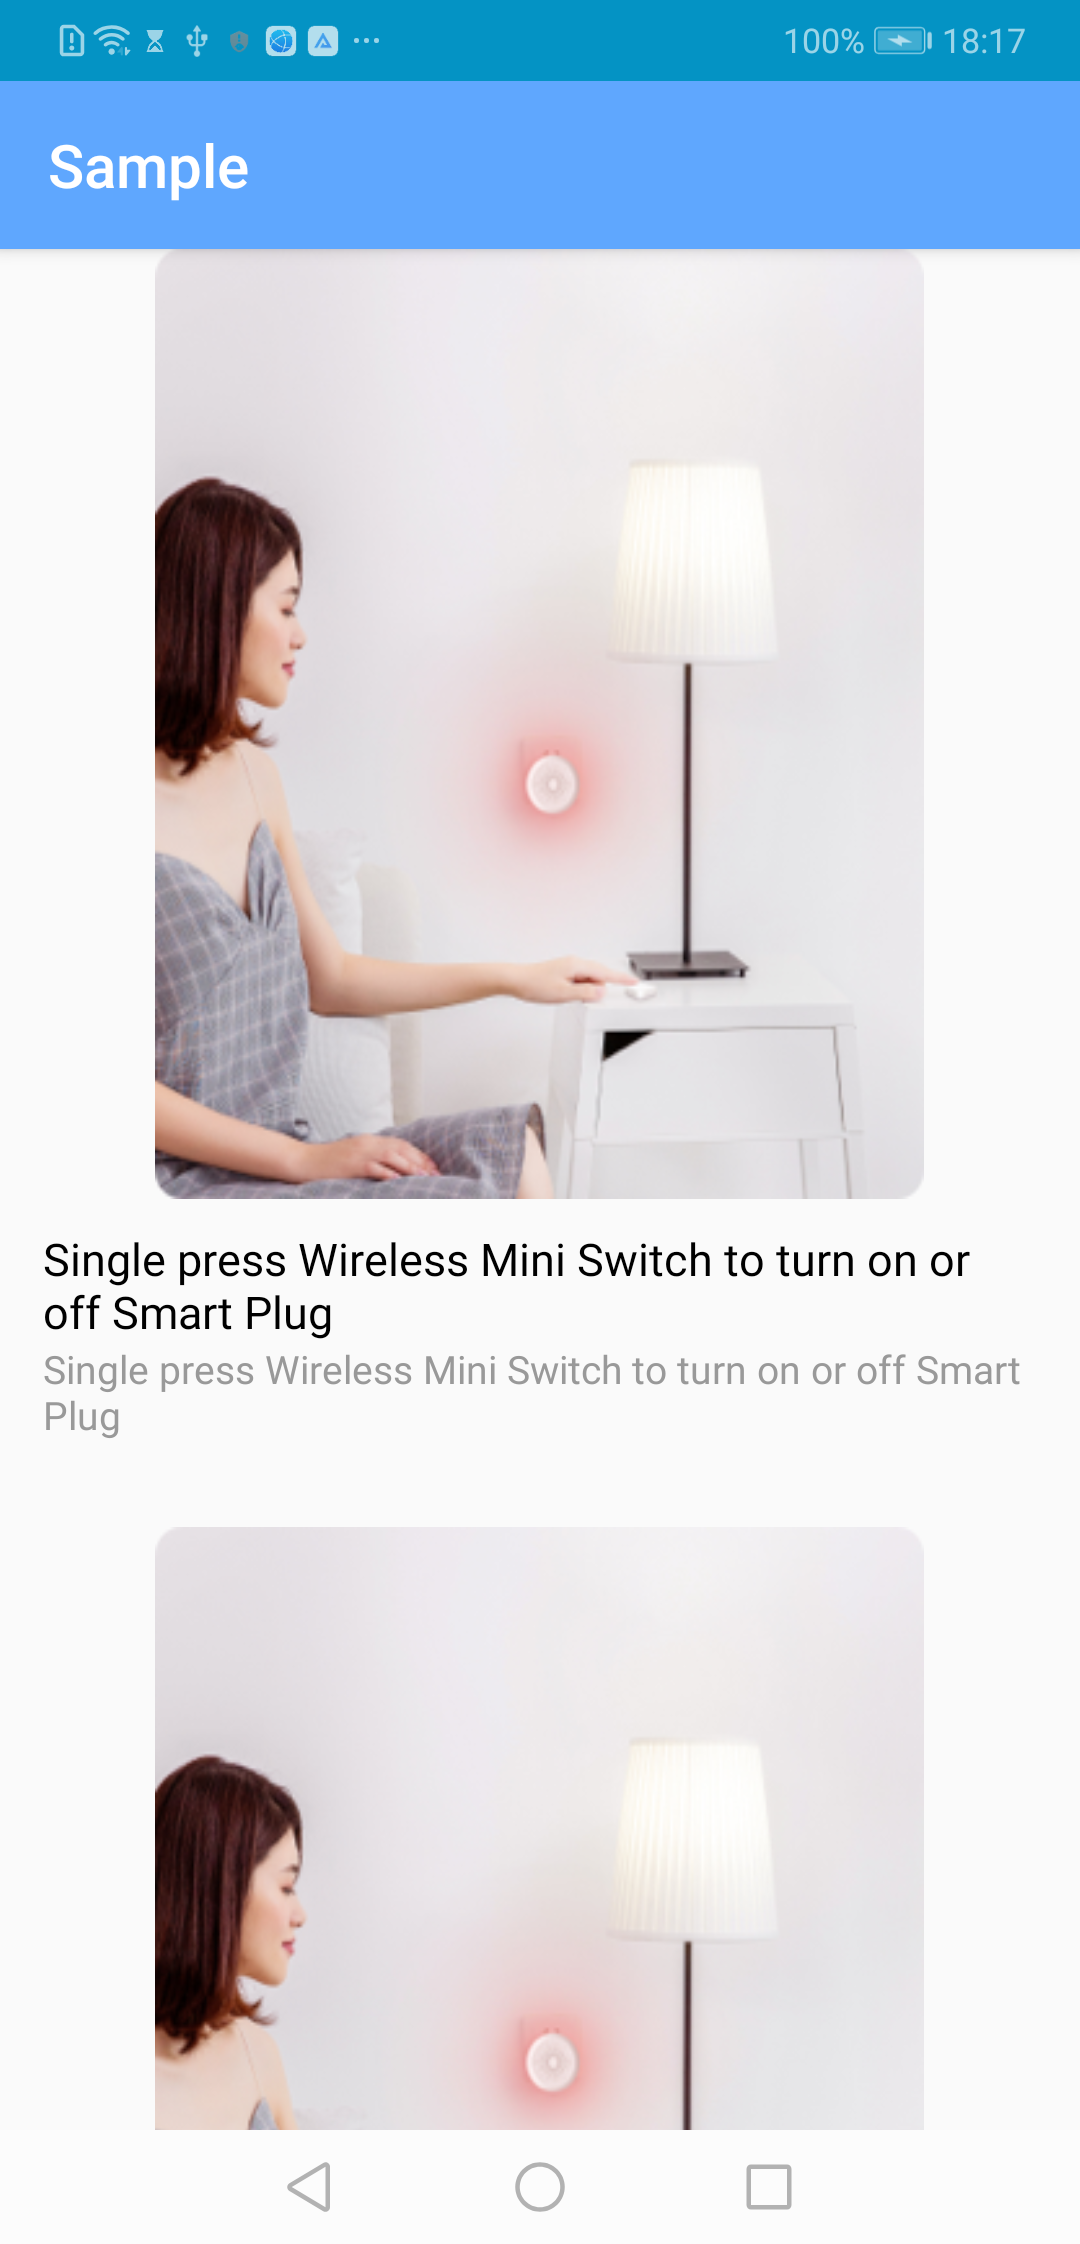 100% 18:17
Sample
Single press Wireless Mini Switch to turn on or
off Smart Plug
Single press Wireless Mini Switch to turn on or off Smart
Plug